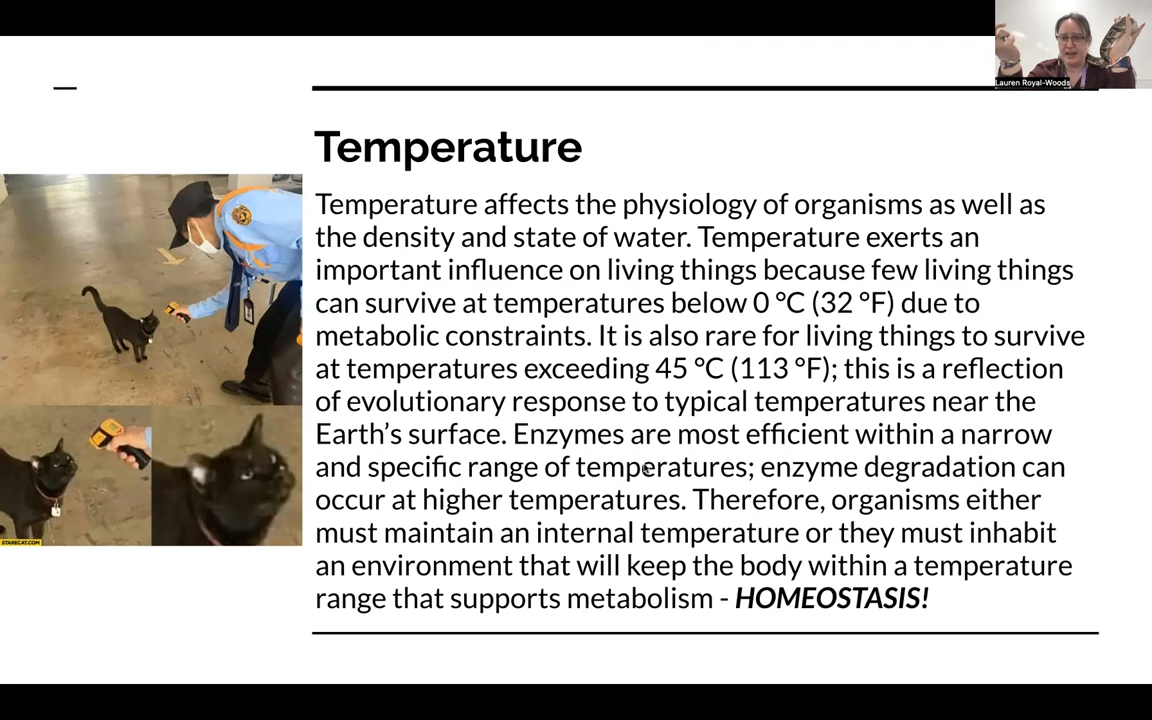 Lauren Royal-Woods
Temperature
Temperature affects the physiology of organisms as well as
the density and state of water. Temperature exerts an
important influence on living things because few living things
can survive at temperatures below 0 °C (32 °F) due to
metabolic constraints. It is also rare for living things to survive
at temperatures exceeding 45 °C (113 °F); this is a reflection
of evolutionary response to typical temperatures near the
Earth’s surface. Enzymes are most efficient within a narrow
and specific range of temperatures; enzyme degradation can
occur at higher temperatures. Therefore, organisms either
must maintain an internal temperature or they must inhabit
an environment that will keep the body within a temperature
range that supports metabolism - HOMEOSTASIS!
STARECAT.COM